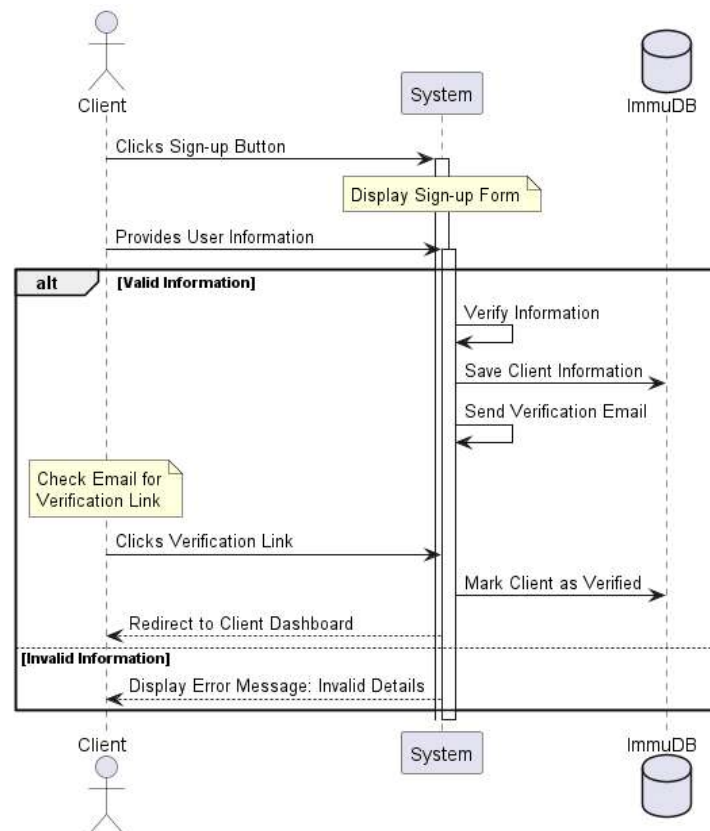 Client
System
ImmuDB
Clicks Sign-up Button
Display Sign-up Form
Provides User Information
alt
[Valid Information]
Verify Information
Save Client Information
Send Verification Email
Check Email for
Verification Link
Clicks Verification Link
Mark Client as Verified
Redirect to Client Dashboard
[Invalid Information]
Display Error Message: Invalid Details
Client
System
ImmuDB